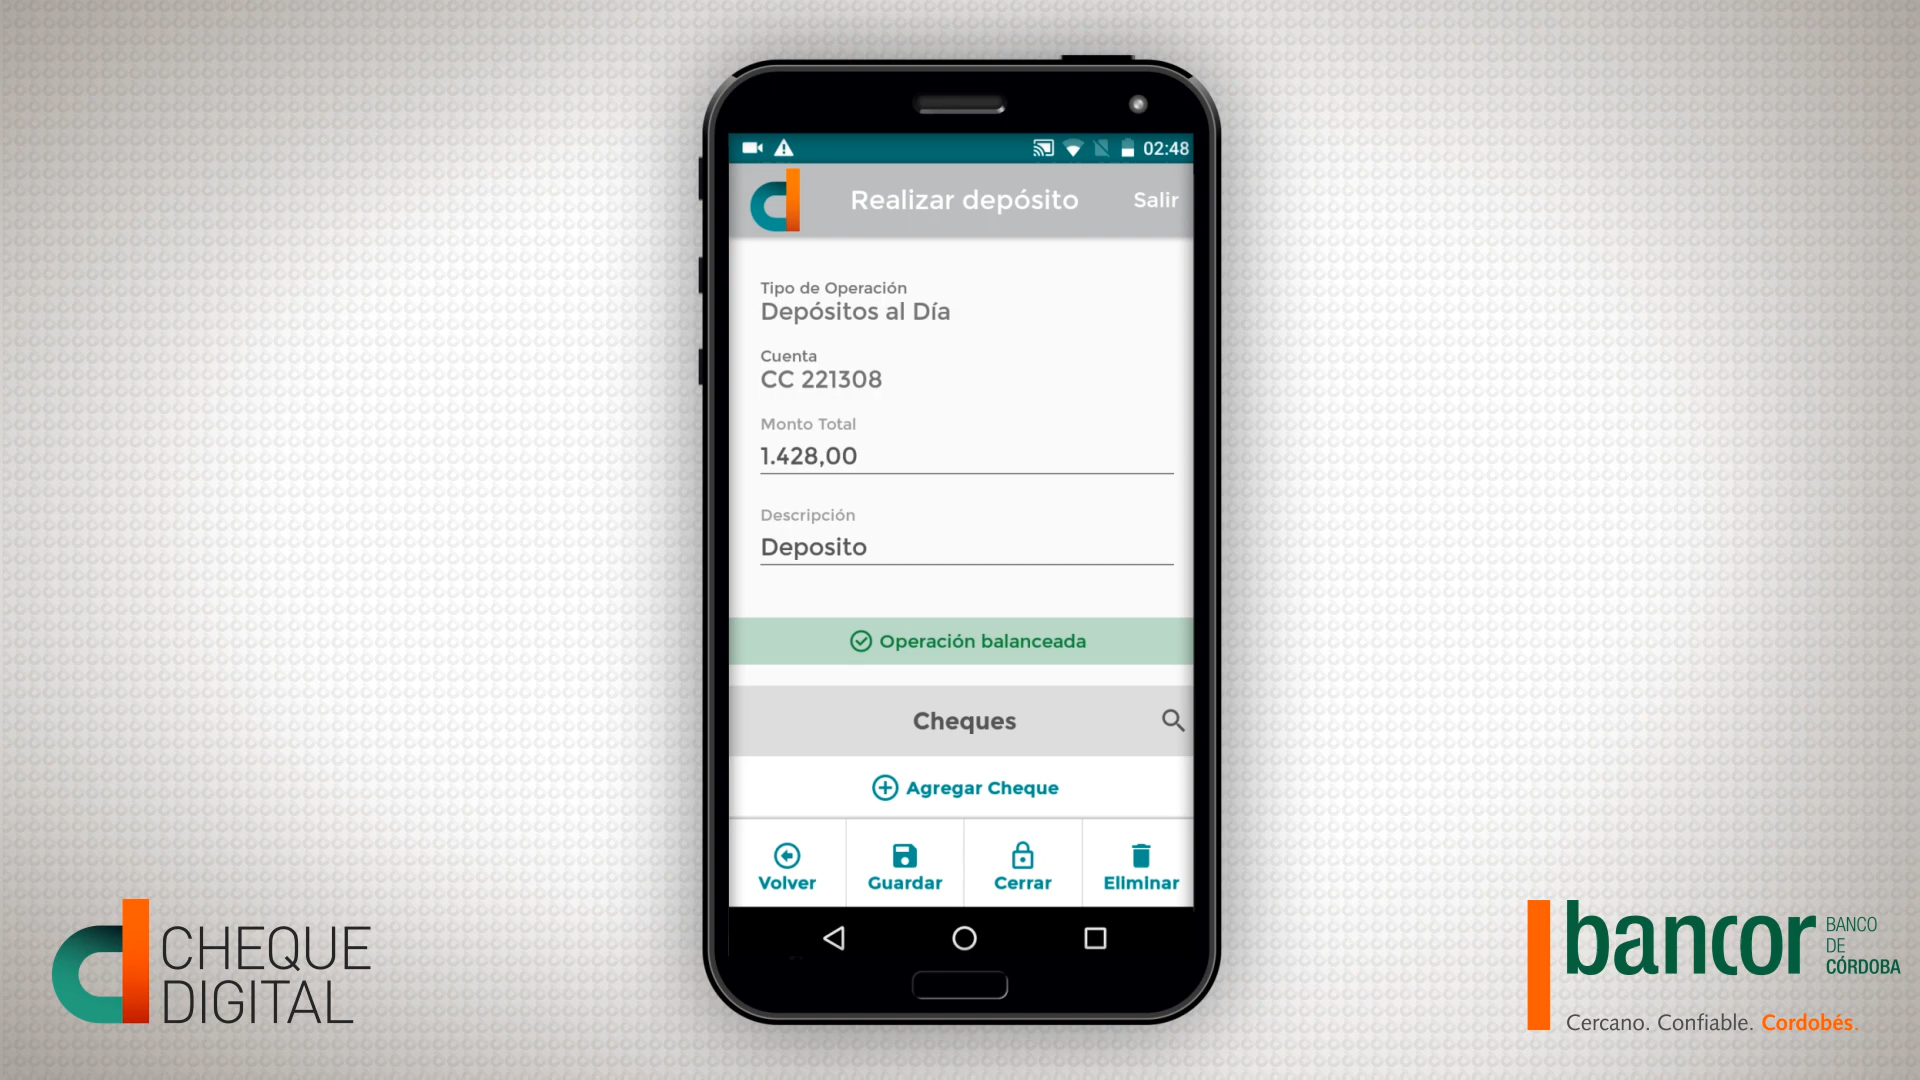 02:48
Realizar depósito
Salir
Tipo de Operación
Depósitos al Día
Cuenta
CC 221308
Monto Total
1.428,00
Descripción
Deposito
Operación balanceada
Cheques
Agregar Cheque
Volver
Guardar
Cerrar
Eliminar
CHEQUE
DIGITAL
bancor
BANCO
DE
CÓRDOBA
Cercano. Confiable. Cordobés.